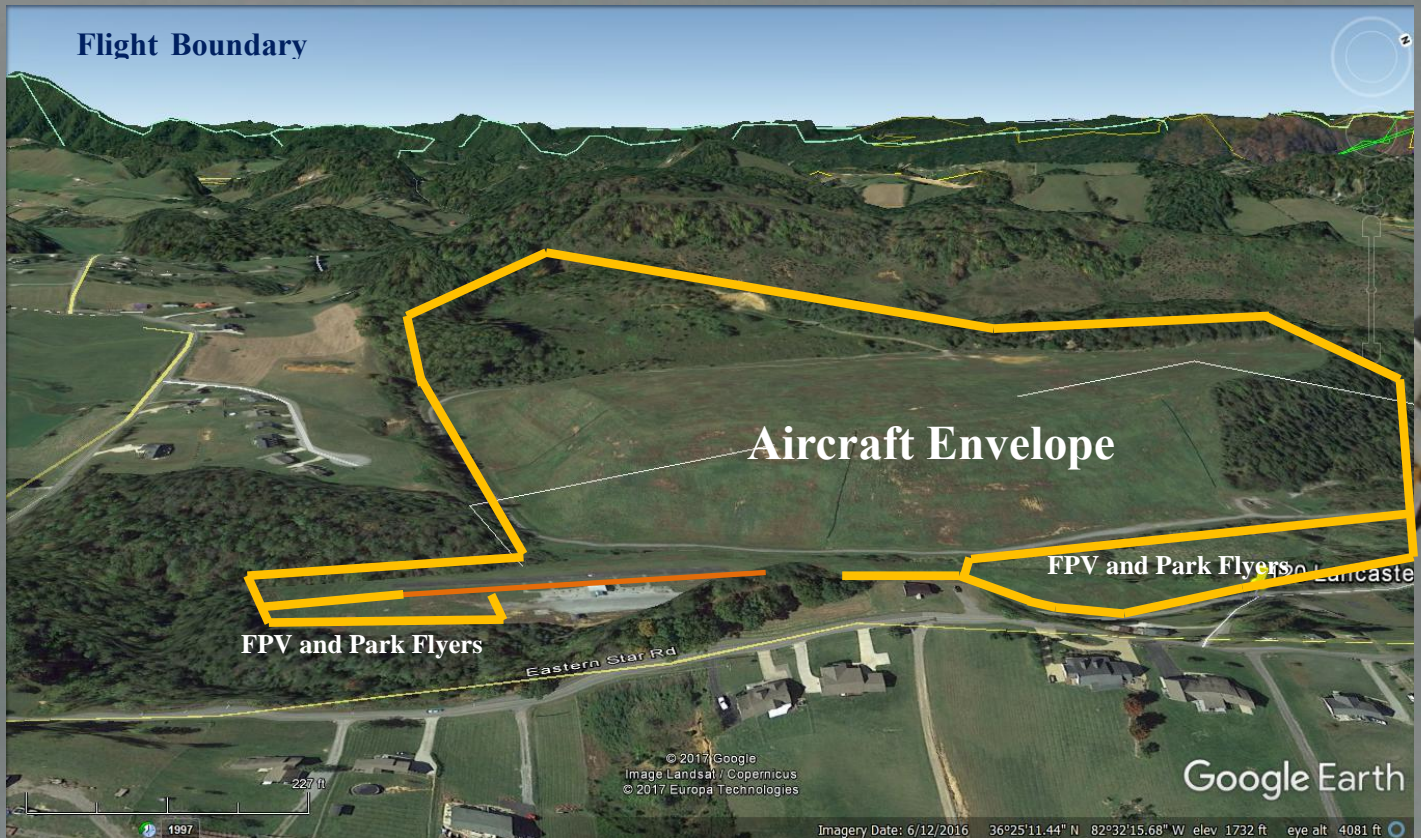 Flight Boundary
N
Aircraft Envelope
FPV and Park Flyers
Lancaste
FPV and Park Flyers
Eastern Star Rd
© 2017 Google
Image Landsat / Copernicus
© 2017 Europa Technologies
Google Earth
227 ft
1997
Imagery Date: 6/12/2016 36°25'11.44" N 82°32'15.68" W elev 1732 ft eye alt 4081 ft